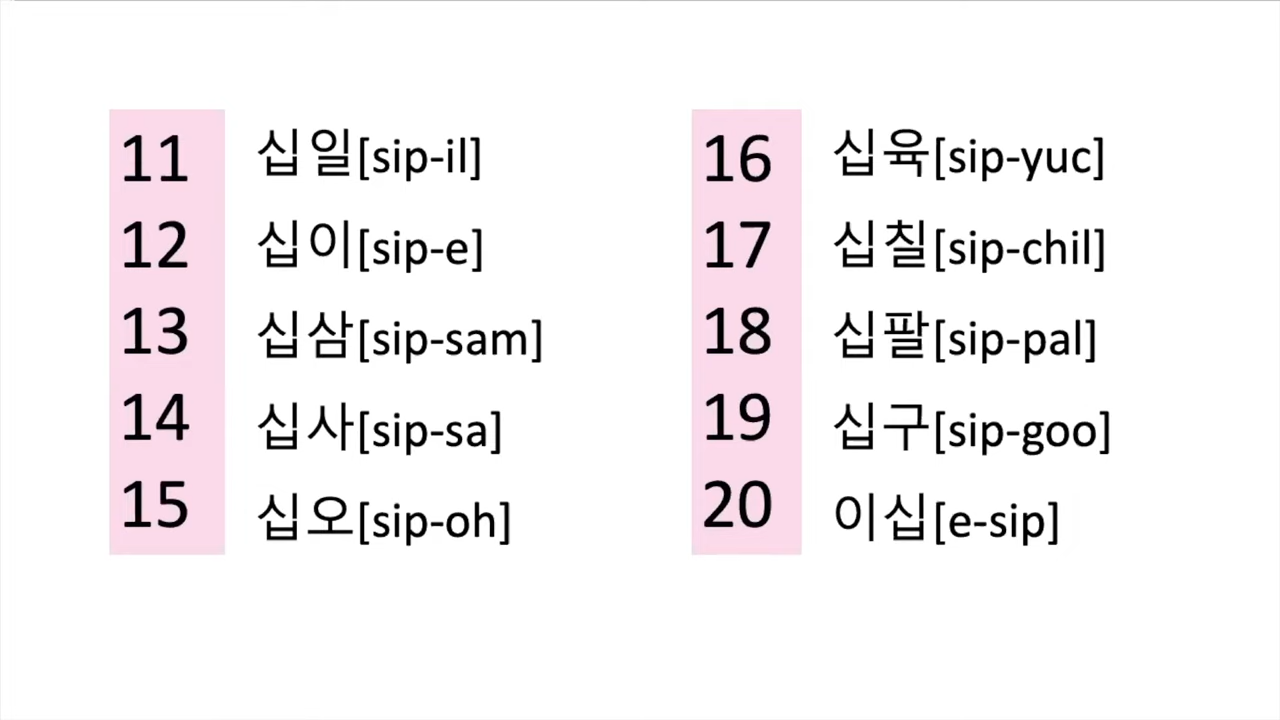 11 십일[sip-il]
12 십이[sip-e]
13 십삼[sip-sam]
14 십사[sip-sa]
15 십오[sip-oh]
16 십육[sip-yuc]
17 십칠[sip-chil]
18 십팔[sip-pal]
19 십구[sip-goo]
20 이십[e-sip]